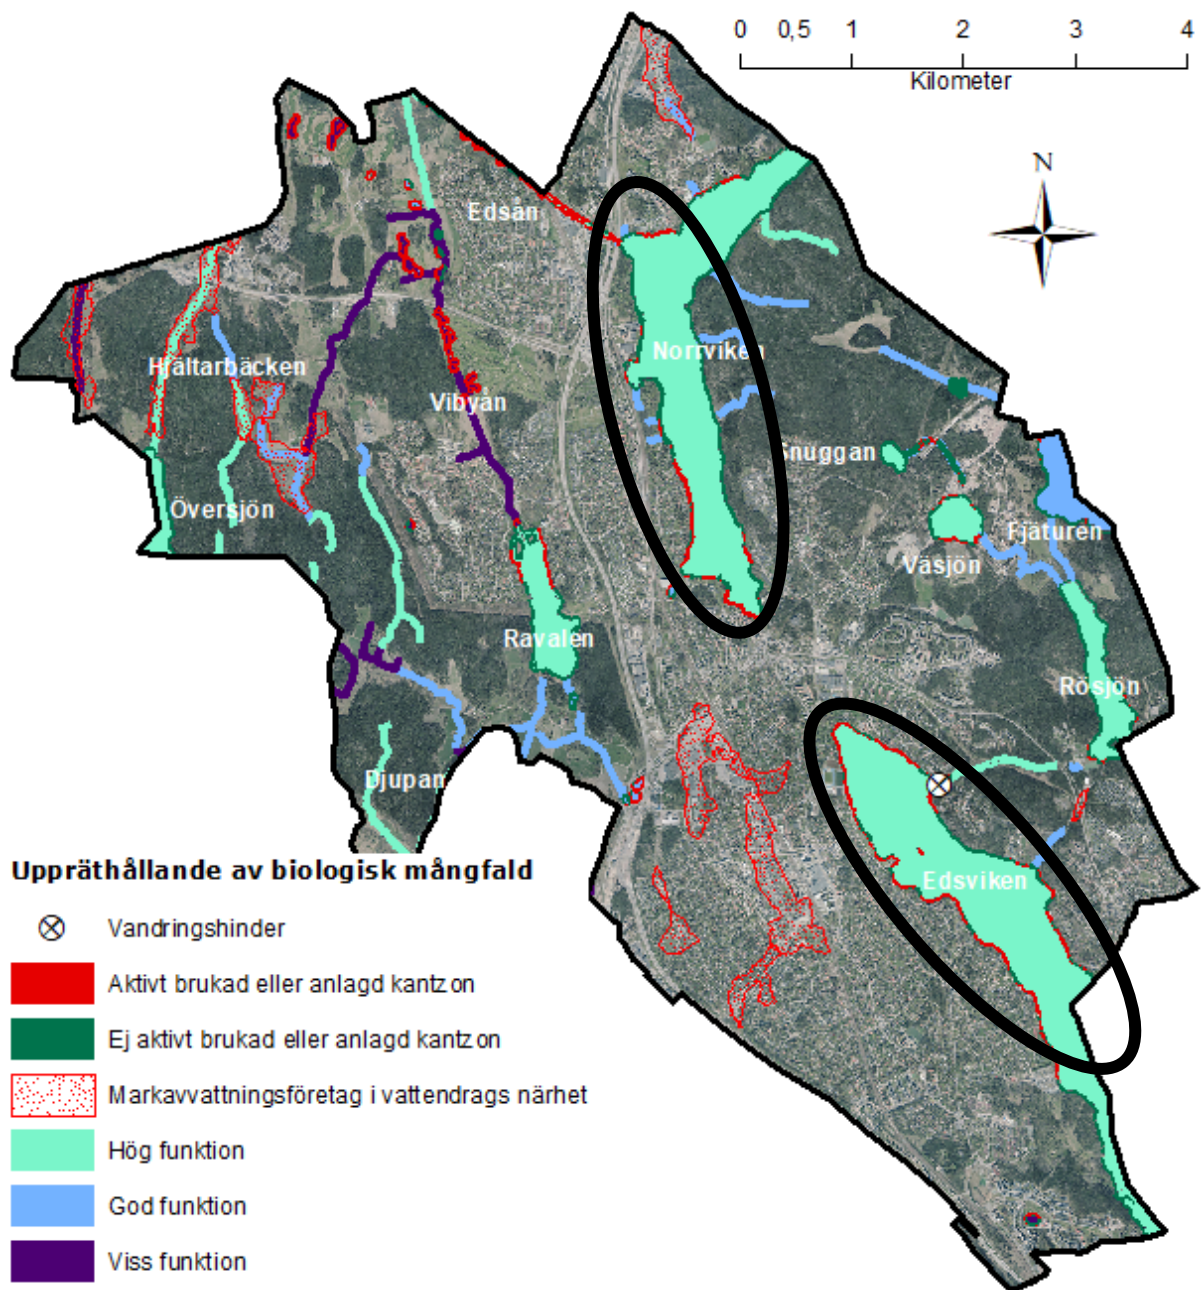 0 0,5 1 2 3 4
Kilometer
N
Edsån
Norrviken
Hjältarbäcken
Vibyån
Snuggan
Översjön
Fjäturen
Väsjön
Ravalen
Rösjön
Djupan
Edsviken
Uppräthållande av biologisk mångfald
Vandringshinder
Aktivt brukad eller anlagd kantzon
Ej aktivt brukad eller anlagd kantzon
Markavvattningsföretag i vattendrags närhet
Hög funktion
God funktion
Viss funktion